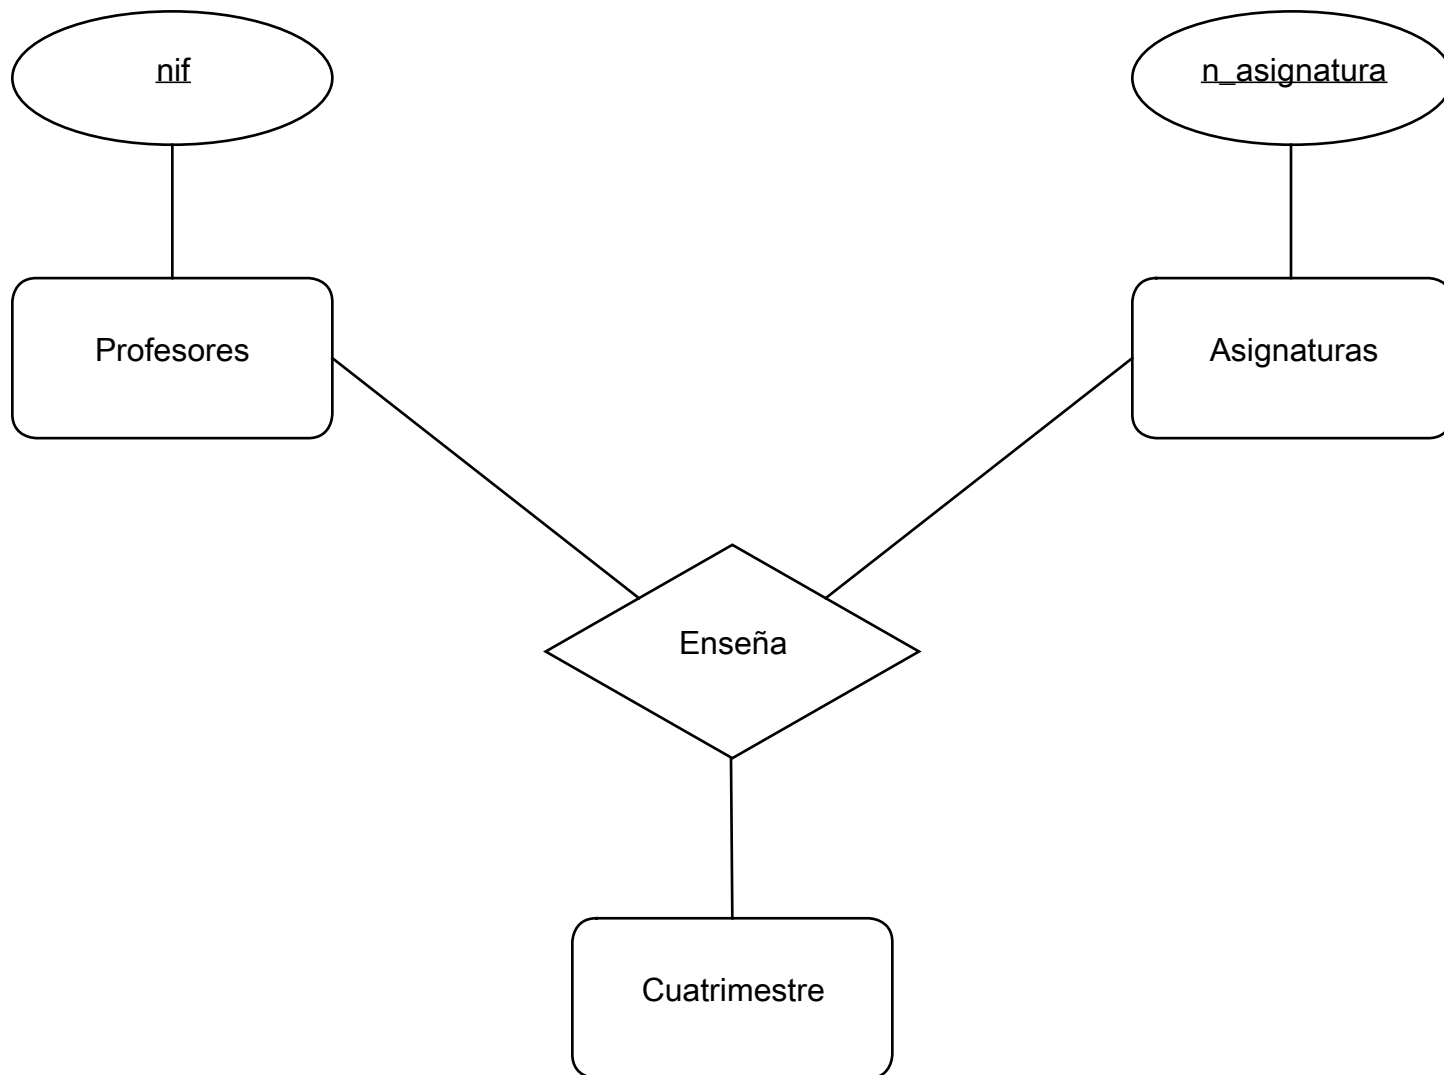 nif
n_asignatura
Profesores
Asignaturas
Enseña
Cuatrimestre